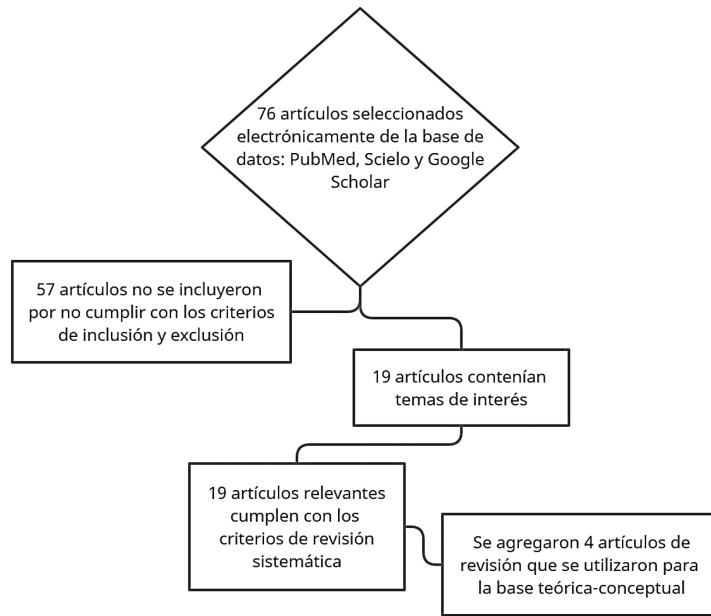 76 artículos seleccionados
electrónicamente de la base de
datos: PubMed, Scielo y Google
Scholar
57 artículos no se incluyeron
por no cumplir con los criterios
de inclusión y exclusión
19 artículos contenían
temas de interés
19 artículos relevantes
cumplen con los
criterios de revisión
sistemática
Se agregaron 4 artículos de
revisión que se utilizaron para
la base teórica-conceptual